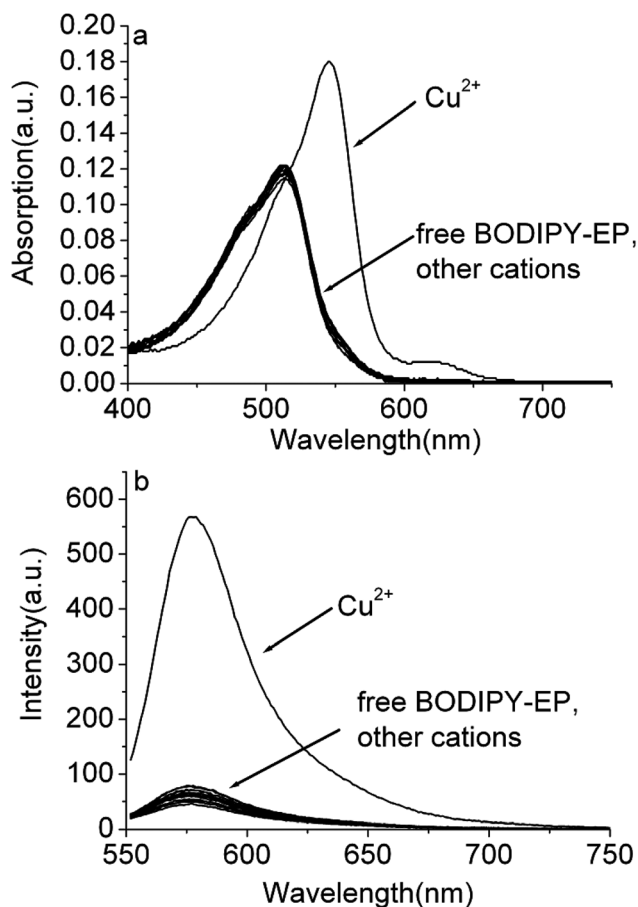 a
0.20
0.18
0.16
0.14
0.12
0.10
0.08
0.06
0.04
0.02
0.00
Absorption(a.u.)
Cu²⁺
free BODIPY-EP,
other cations
400
500
600
700
Wavelength(nm)
b
600
500
400
300
200
100
0
Intensity(a.u.)
Cu²⁺
free BODIPY-EP,
other cations
550
600
650
700
750
Wavelength(nm)